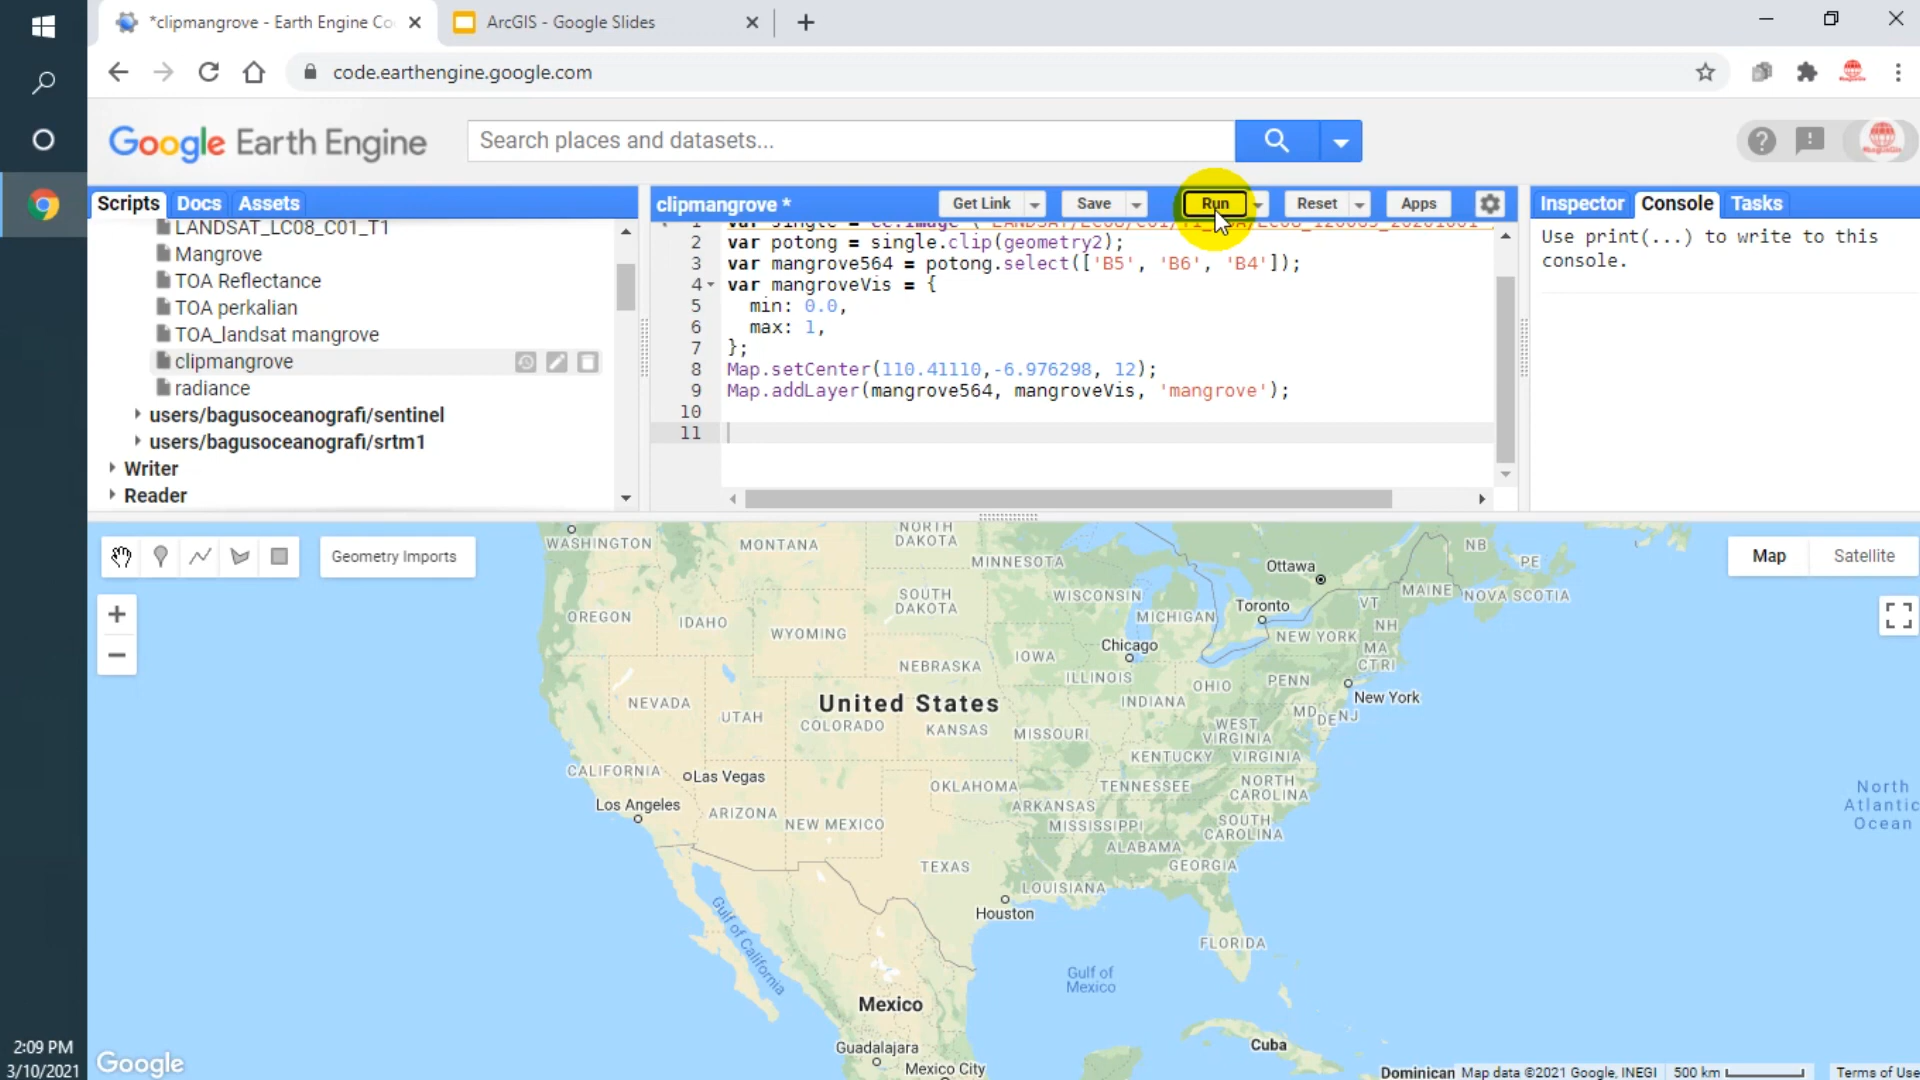 *clipmangrove - Earth Engine Co
ArcGIS - Google Slides
code.earthengine.google.com
Google Earth Engine
Search places and datasets...
Scripts
Docs
Assets
clipmangrove *
Get Link
Save
Run
Reset
Apps
Inspector
Console
Tasks
LANDSAT_LC08_C01_T1
Mangrove
TOA Reflectance
TOA perkalian
TOA_landsat mangrove
clipmangrove
radiance
users/bagusoceanografi/sentinel
users/bagusoceanografi/srtm1
Writer
Reader
2 var potong = single.clip(geometry2);
3 var mangrove564 = potong.select(['B5', 'B6', 'B4']);
4 var mangroveVis = {
5 min: 0.0,
6 max: 1,
7 };
8 Map.setCenter(110.41110,-6.976298, 12);
9 Map.addLayer(mangrove564, mangroveVis, 'mangrove');
10
11
Use print(...) to write to this
console.
Geometry Imports
Map
Satellite
WASHINGTON
MONTANA
NORTH
DAKOTA
MINNESOTA
Ottawa
NB
PE
OREGON
IDAHO
WYOMING
SOUTH
DAKOTA
WISCONSIN
MICHIGAN
Toronto
VT
MAINE
NOVA SCOTIA
NH
NEW YORK
MA
CT RI
NEBRASKA
IOWA
Chicago
ILLINOIS
INDIANA
OHIO
PENN
New York
NEVADA
UTAH
United States
COLORADO
KANSAS
MISSOURI
WEST
VIRGINIA
MD
DE
NJ
KENTUCKY
VIRGINIA
CALIFORNIA
Las Vegas
Los Angeles
ARIZONA
NEW MEXICO
OKLAHOMA
ARKANSAS
TENNESSEE
NORTH
CAROLINA
MISSISSIPPI
SOUTH
CAROLINA
ALABAMA
TEXAS
GEORGIA
LOUISIANA
Houston
FLORIDA
Gulf of California
Gulf of
Mexico
Mexico
North
Atlantic
Ocean
Guadalajara
Mexico City
Cuba
Dominican
Google
Map data ©2021 Google, INEGI
500 km
Terms of Use
2:09 PM
3/10/2021